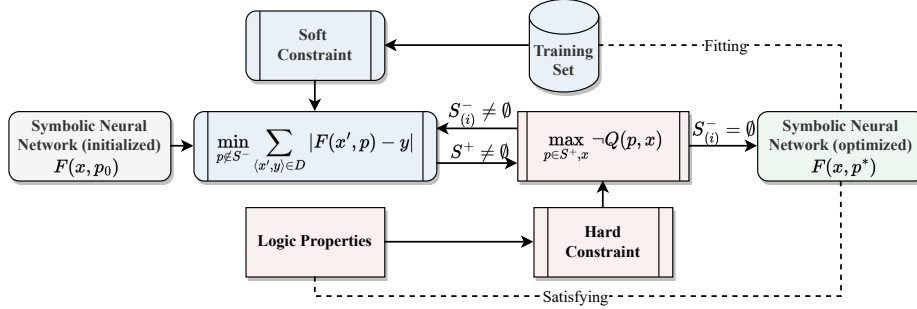 Soft
Constraint
Training
Set
Fitting
Symbolic Neural
Network (initialized)
F(x, p₀)
min_{p∉S⁻} ∑_{⟨x′,y⟩∈D} |F(x′, p) − y|
S⁻_{(i)} ≠ ∅
S⁺ ≠ ∅
max_{p∈S⁺,x} ¬Q(p, x)
S⁻_{(i)} = ∅
Symbolic Neural
Network (optimized)
F(x, p*)
Logic Properties
Hard
Constraint
Satisfying